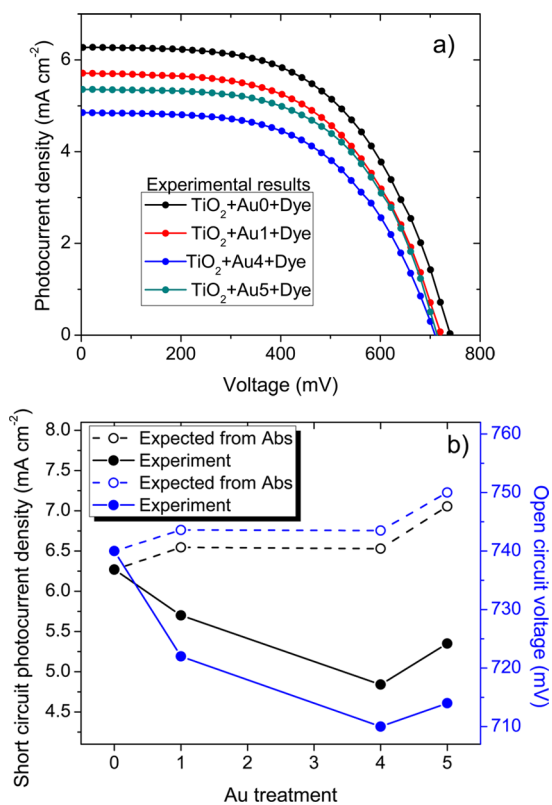 a)
Photocurrent density (mA cm⁻²)
6
4
2
0
Experimental results
TiO₂+Au0+Dye
TiO₂+Au1+Dye
TiO₂+Au4+Dye
TiO₂+Au5+Dye
0 200 400 600 800
Voltage (mV)
b)
Short circuit photocurrent density (mA cm⁻²)
8.0
7.5
7.0
6.5
6.0
5.5
5.0
4.5
Expected from Abs
Experiment
Expected from Abs
Experiment
760
750
740
730
720
710
Open circuit voltage
(mV)
0 1 2 3 4 5
Au treatment